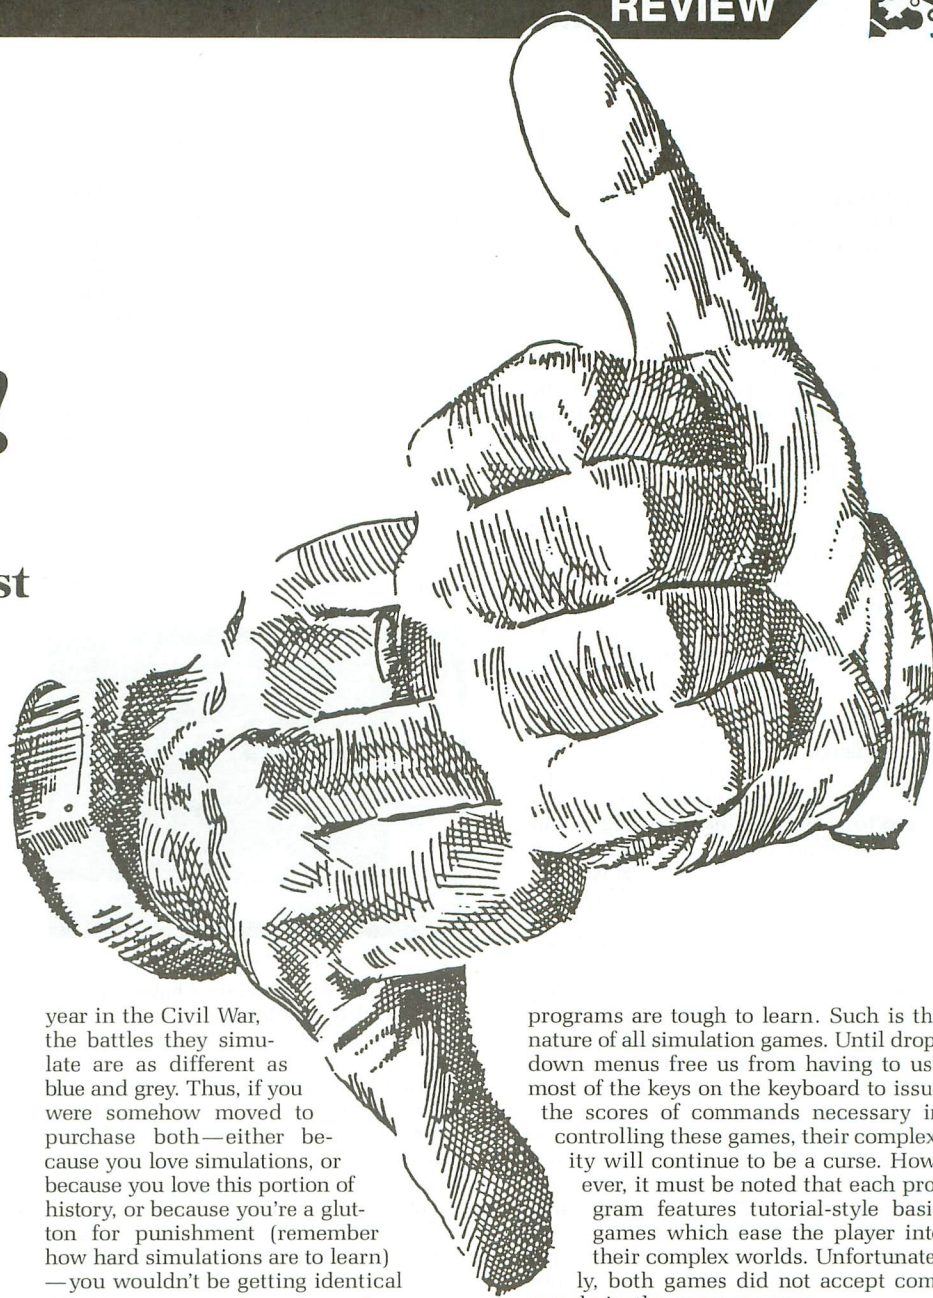 REVIEW
!
st
year in the Civil War,
the battles they simu-
late are as different as
blue and grey. Thus, if you
were somehow moved to
purchase both—either be-
cause you love simulations, or
because you love this portion of
history, or because you're a glut-
ton for punishment (remember
how hard simulations are to learn)
—you wouldn't be getting identical
programs are tough to learn. Such is th
nature of all simulation games. Until drop
down menus free us from having to us
most of the keys on the keyboard to issu
the scores of commands necessary i
controlling these games, their complex
ity will continue to be a curse. How
ever, it must be noted that each pro
gram features tutorial-style basi
games which ease the player int
their complex worlds. Unfortunate
ly, both games did not accept com